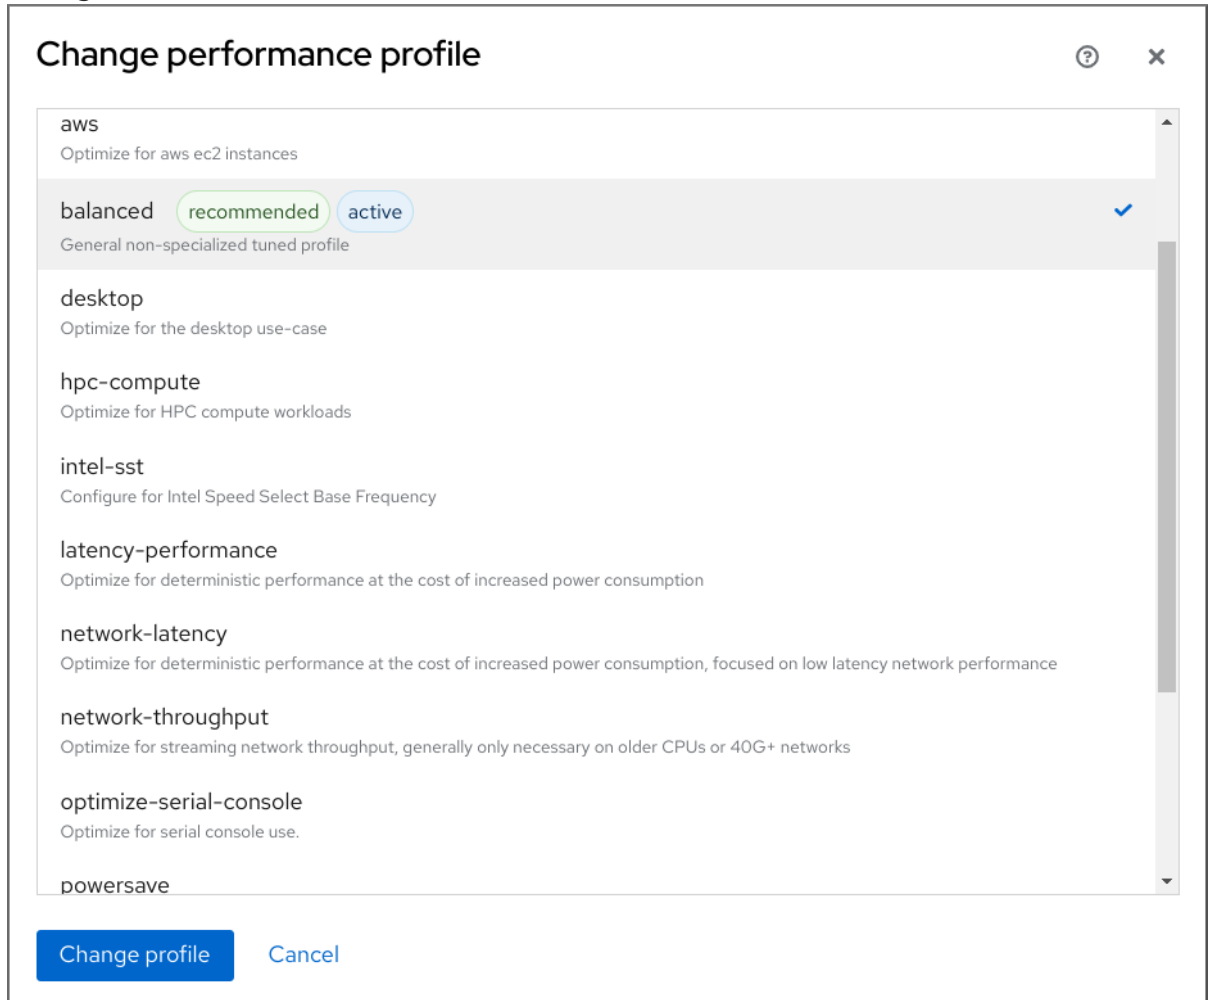 Change performance profile
aws
Optimize for aws ec2 instances
balanced recommended active
General non-specialized tuned profile
desktop
Optimize for the desktop use-case
hpc-compute
Optimize for HPC compute workloads
intel-sst
Configure for Intel Speed Select Base Frequency
latency-performance
Optimize for deterministic performance at the cost of increased power consumption
network-latency
Optimize for deterministic performance at the cost of increased power consumption, focused on low latency network performance
network-throughput
Optimize for streaming network throughput, generally only necessary on older CPUs or 40G+ networks
optimize-serial-console
Optimize for serial console use.
powersave
Change profile Cancel